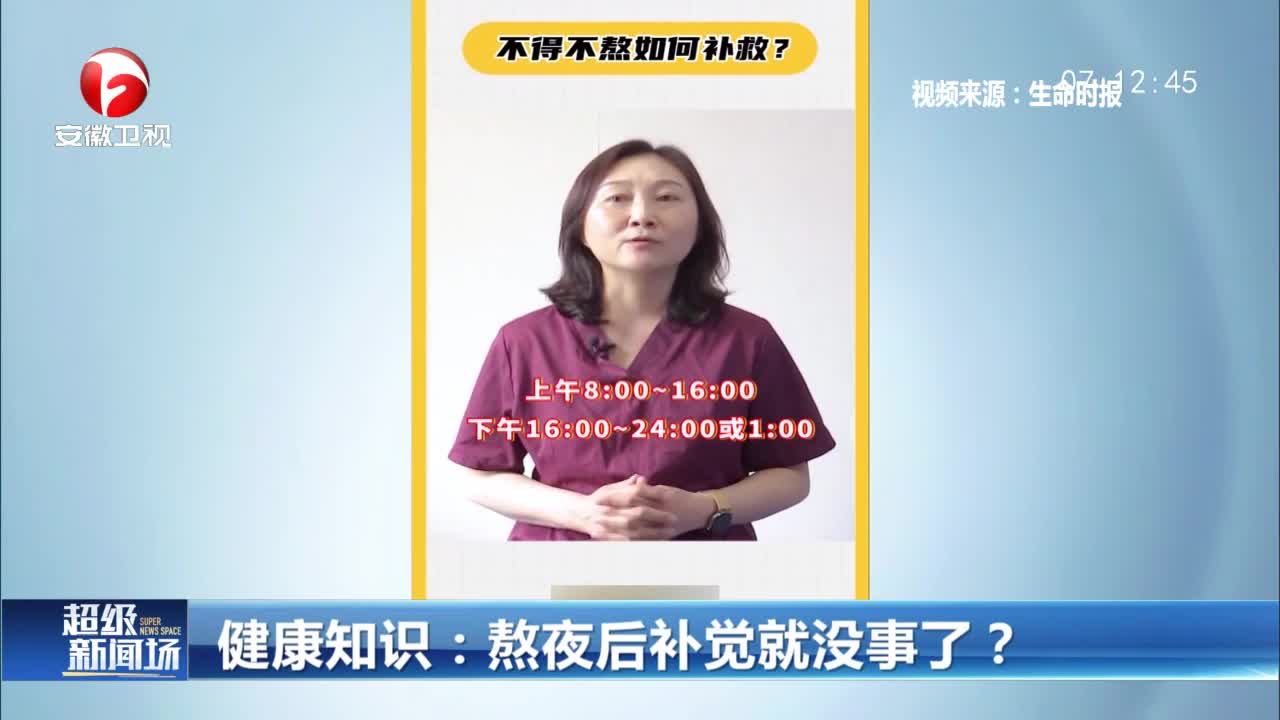 不得不熬如何补救？
安徽卫视
07:12:45
视频来源：生命时报
上午8:00~16:00
下午16:00~24:00或1:00
超级新闻场
SUPER
NEWS SPACE
健康知识：熬夜后补觉就没事了？